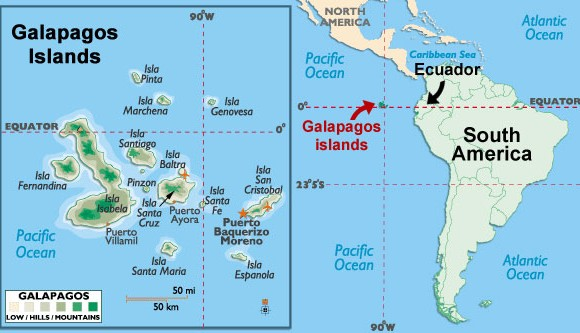 Galapagos
Islands
90°W
Isla
Pinta
Isla
Marchena
Isla
Genovesa
EQUATOR
0°
Isla
Santiago
Isla
Baltra
Isla
Fernandina
Pinzon
Isla
San
Cristobal
Isla
Isabela
Isla
Santa
Cruz
Isla
Santa
Fe
Puerto
Ayora
Puerto
Villamil
Puerto
Baquerizo
Moreno
Pacific
Ocean
Isla
Santa Maria
Isla
Espanola
50 mi
50 km
GALAPAGOS
LOW / HILLS / MOUNTAINS
NORTH
AMERICA
Atlantic
Ocean
Pacific
Ocean
Caribbean Sea
Ecuador
0°
EQUATOR
Galapagos
islands
South
America
23°5's
Pacific
Ocean
Atlantic
Ocean
90°W